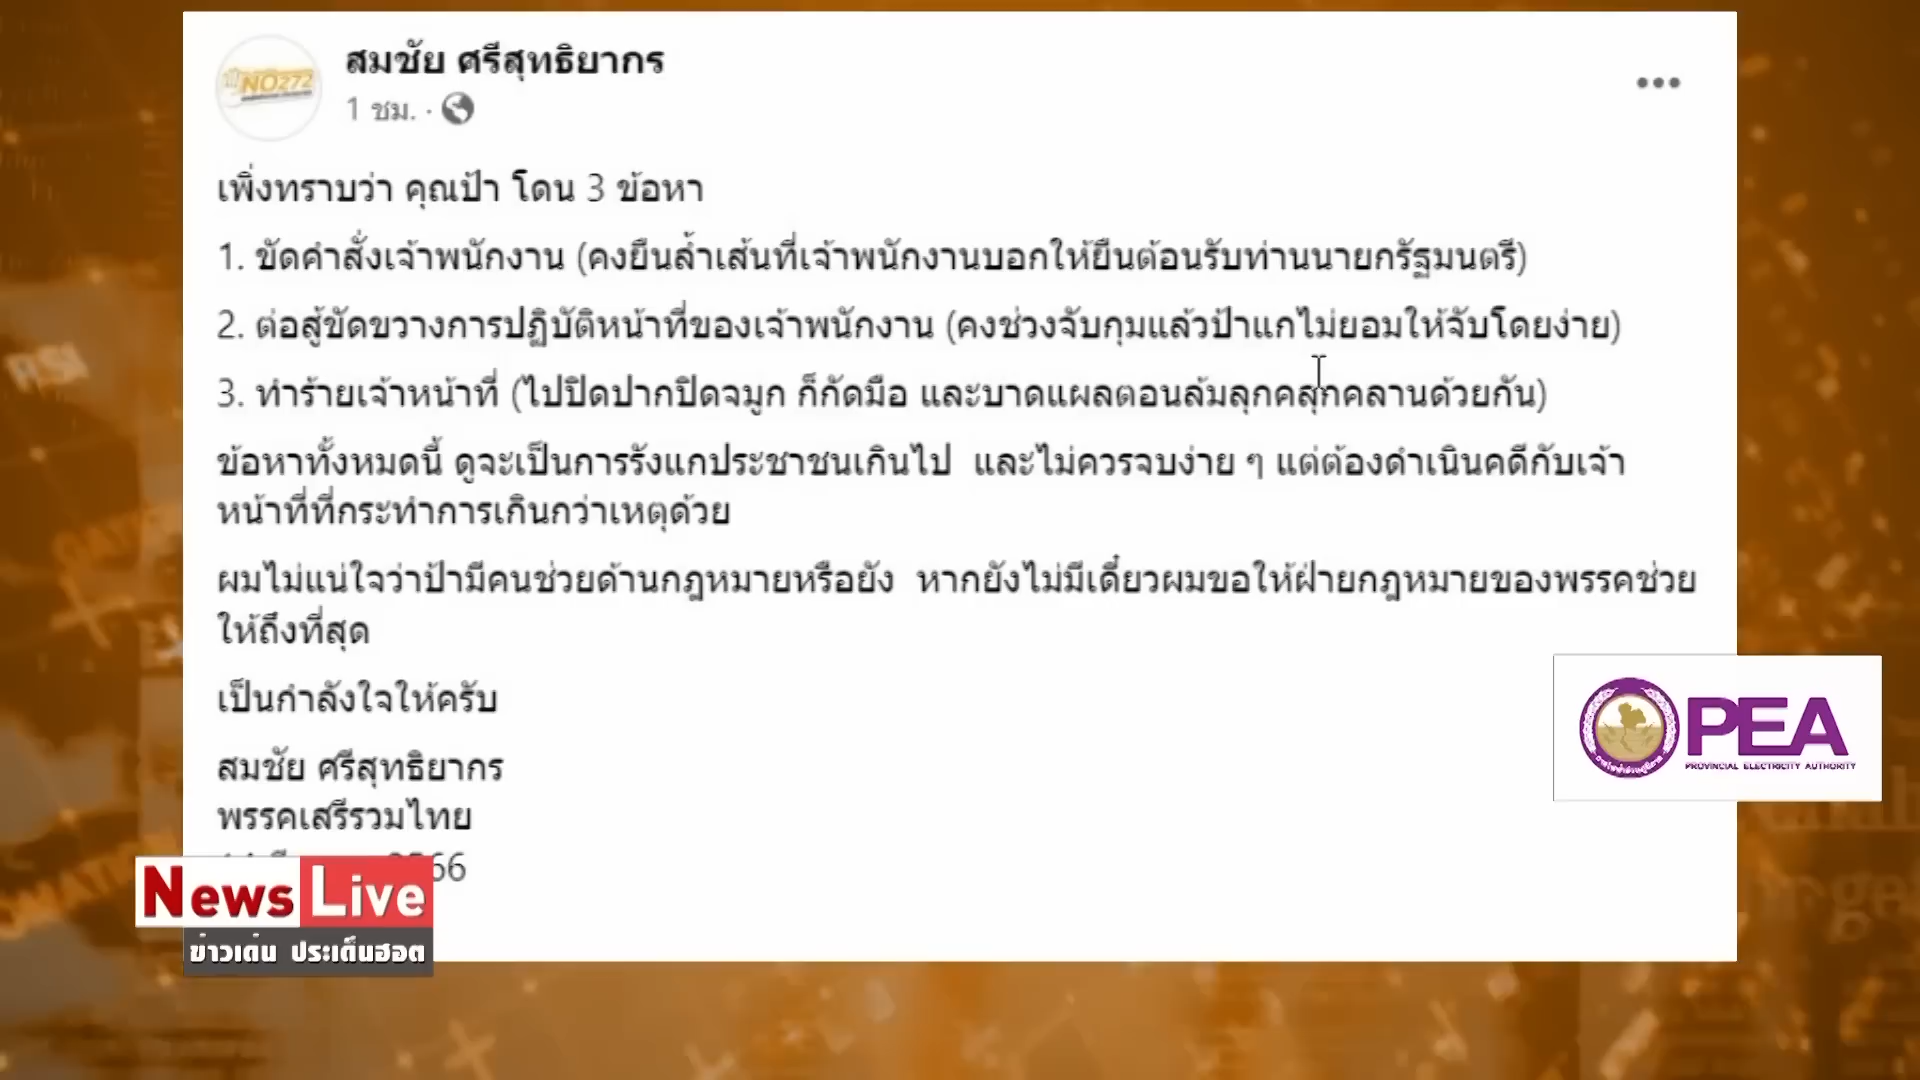 NO272
สมชัย ศรีสุทธิยากร
1 ชม. ·
เพิ่งทราบว่า คุณป้า โดน 3 ข้อหา
1. ขัดคำสั่งเจ้าพนักงาน (คงยืนล้ำเส้นที่เจ้าพนักงานบอกให้ยืนต้อนรับท่านนายกรัฐมนตรี)
2. ต่อสู้ขัดขวางการปฏิบัติหน้าที่ของเจ้าพนักงาน (คงช่วงจับกุมแล้วป้าแกไม่ยอมให้จับโดยง่าย)
3. ทำร้ายเจ้าหน้าที่ (ไปปิดปากปิดจมูก ก็กัดมือ และบาดแผลตอนล้มลุกคลุกคลานด้วยกัน)
ข้อหาทั้งหมดนี้ ดูจะเป็นการรังแกประชาชนเกินไป และไม่ควรจบง่าย ๆ แต่ต้องดำเนินคดีกับเจ้า
หน้าที่ที่กระทำการเกินกว่าเหตุด้วย
ผมไม่แน่ใจว่าป้ามีคนช่วยด้านกฎหมายหรือยัง หากยังไม่มีเดี๋ยวผมขอให้ฝ่ายกฎหมายของพรรคช่วย
ให้ถึงที่สุด
เป็นกำลังใจให้ครับ
สมชัย ศรีสุทธิยากร
พรรคเสรีรวมไทย
PEA
PROVINCIAL ELECTRICITY AUTHORITY
News Live
ข่าวเด่น ประเด็นฮอต